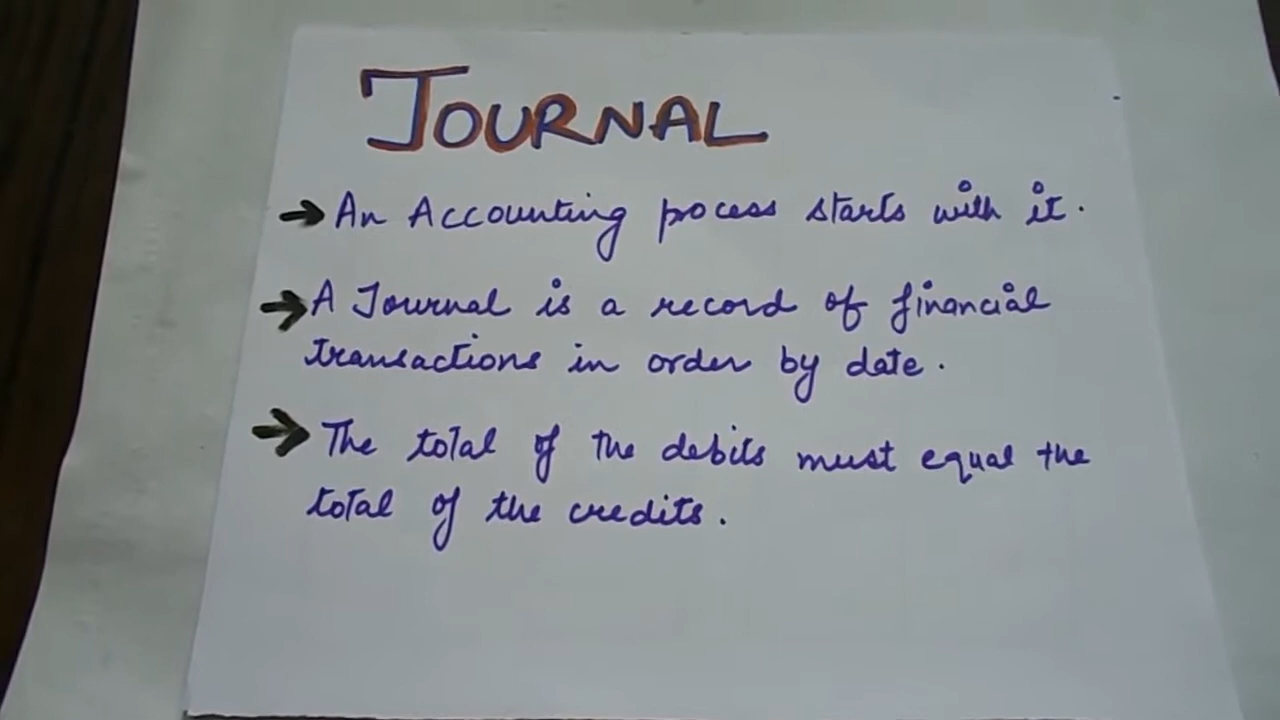 JOURNAL
→ An Accounting pocess starts with it.
→ A Journal is a record of financial
transactions in order by date.
→ The total of the debits must equal the
total of the credits.